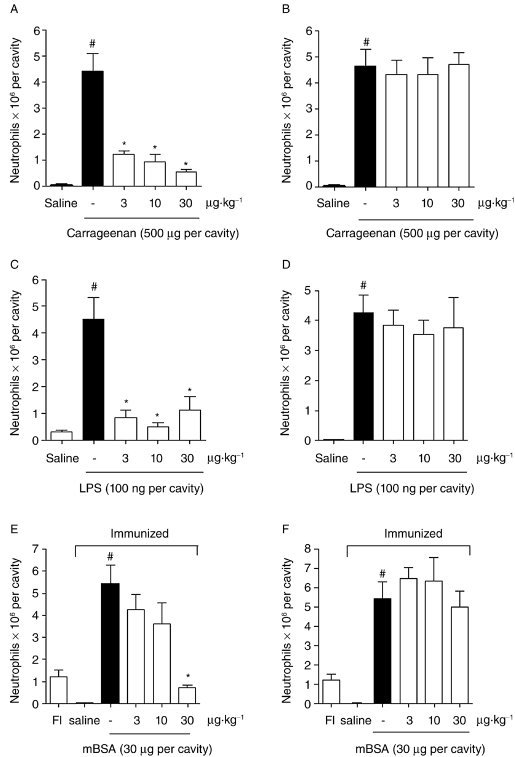 A
Neutrophils × 10⁶ per cavity
6
5
4
3
2
1
0
#
*
*
*
Saline - 3 10 30 µg·kg⁻¹
Carrageenan (500 µg per cavity)
B
Neutrophils × 10⁶ per cavity
6
5
4
3
2
1
0
#
Saline - 3 10 30 µg·kg⁻¹
Carrageenan (500 µg per cavity)
C
Neutrophils × 10⁶ per cavity
6
5
4
3
2
1
0
#
*
*
*
Saline - 3 10 30 µg·kg⁻¹
LPS (100 ng per cavity)
D
Neutrophils × 10⁶ per cavity
5
4
3
2
1
0
#
Saline - 3 10 30 µg·kg⁻¹
LPS (100 ng per cavity)
E
Immunized
Neutrophils × 10⁶ per cavity
7
6
5
4
3
2
1
0
#
*
FI saline - 3 10 30 µg·kg⁻¹
mBSA (30 µg per cavity)
F
Immunized
Neutrophils × 10⁶ per cavity
8
7
6
5
4
3
2
1
0
#
FI saline - 3 10 30 µg·kg⁻¹
mBSA (30 µg per cavity)